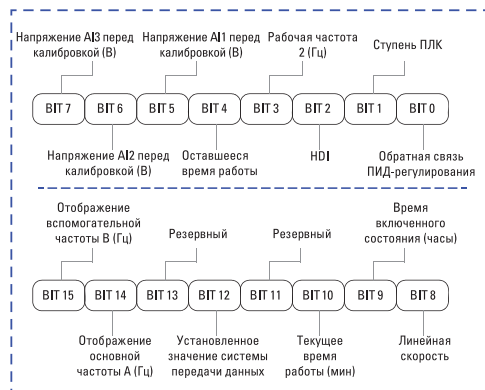 Напряжение AI3 перед
калибровкой (В)
Напряжение AI1 перед
калибровкой (В)
Рабочая частота
2 (Гц)
Ступень ПЛК
BIT 7
BIT 6
BIT 5
BIT 4
BIT 3
BIT 2
BIT 1
BIT 0
Напряжение AI2 перед
калибровкой (В)
Оставшееся
время работы
HDI
Обратная связь
ПИД-регулирования
Отображение
вспомогательной
частоты B (Гц)
Резервный
Резервный
Время
включенного
состояния (часы)
BIT 15
BIT 14
BIT 13
BIT 12
BIT 11
BIT 10
BIT 9
BIT 8
Отображение
основной
частоты A (Гц)
Установленное
значение системы
передачи данных
Текущее
время
работы (мин)
Линейная
скорость